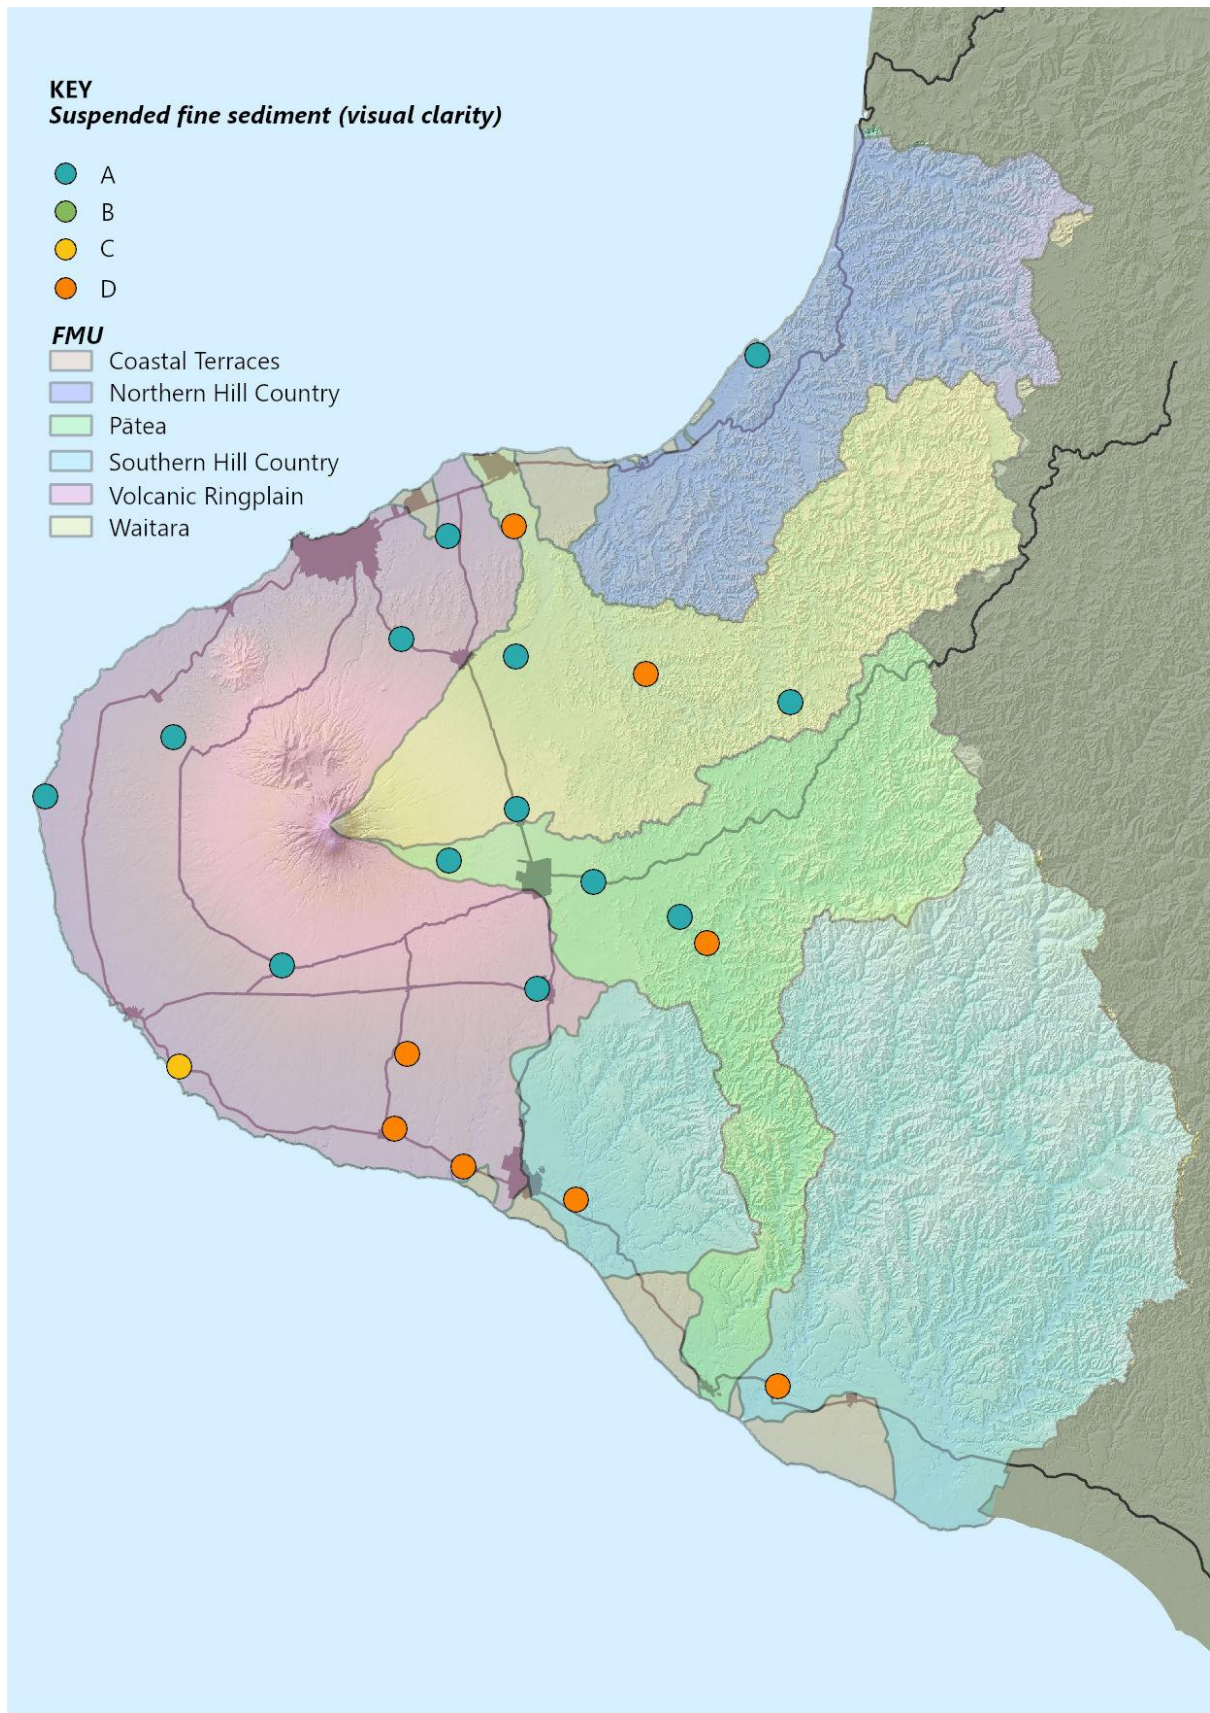 KEY
Suspended fine sediment (visual clarity)
A
B
C
D
FMU
Coastal Terraces
Northern Hill Country
Pātea
Southern Hill Country
Volcanic Ringplain
Waitara